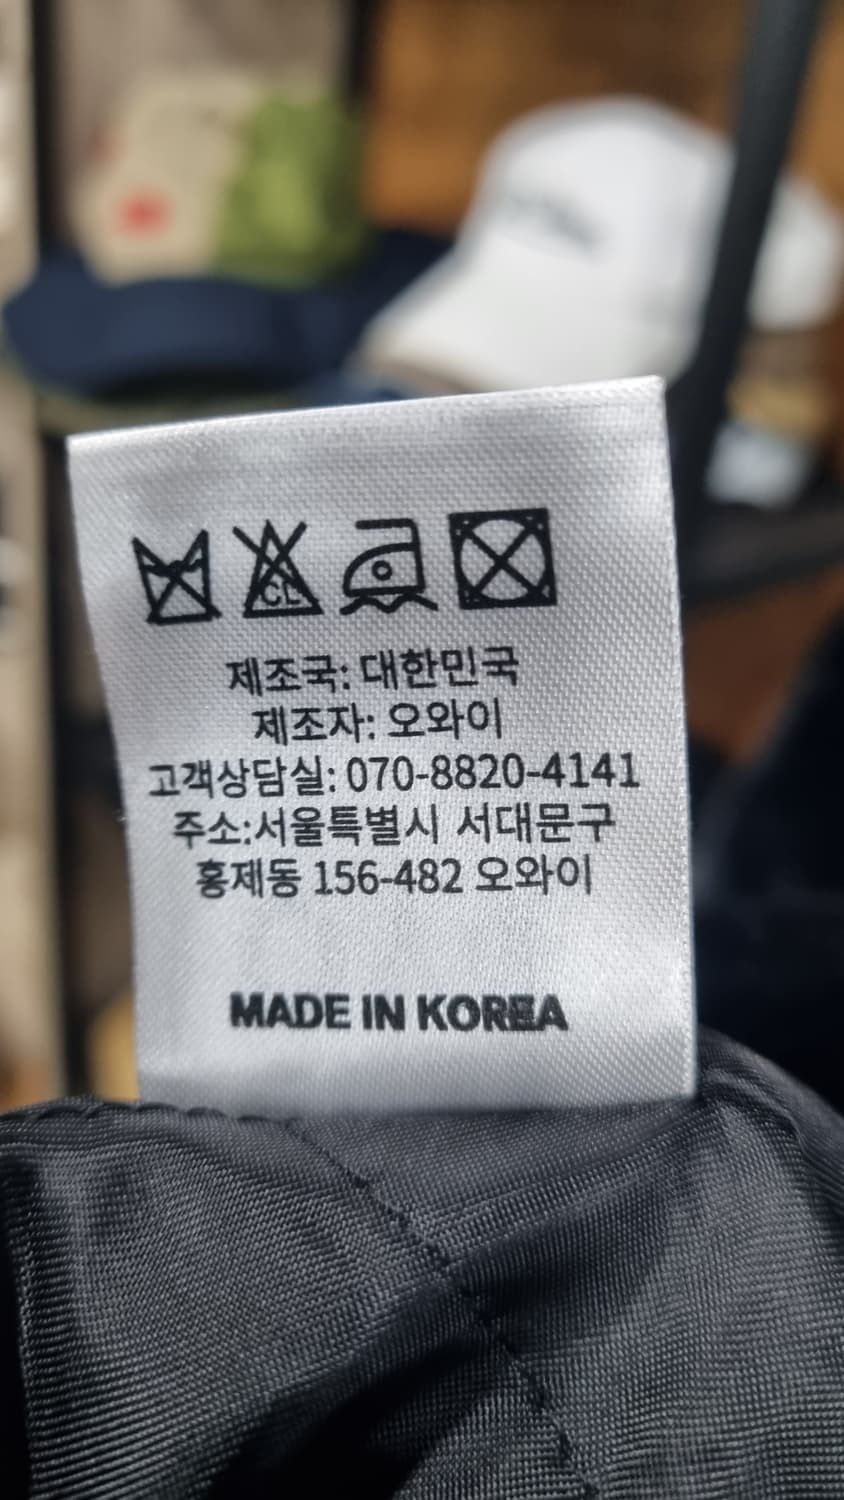 CL
제조국: 대한민국
제조자: 오와이
고객상담실: 070-8820-4141
주소:서울특별시 서대문구
홍제동 156-482 오와이
MADE IN KOREA